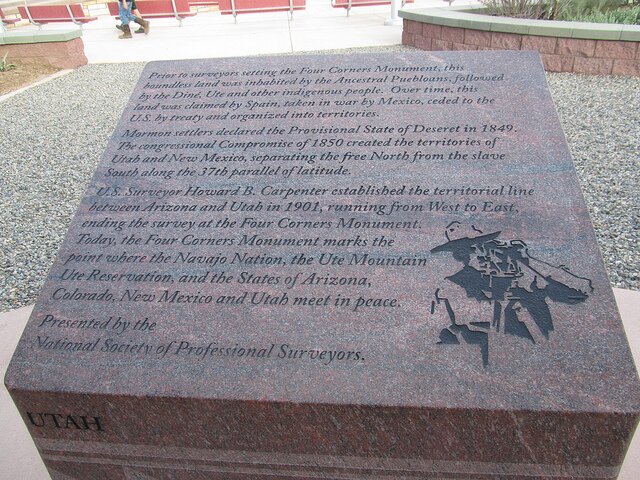 Prior to surveyors setting the Four Corners Monument, this
boundless land was inhabited by the Ancestral Puebloans, followed
by the Diné, Ute and other indigenous people. Over time, this
land was claimed by Spain, taken in war by Mexico, ceded to the
U.S. by treaty and organized into territories.
Mormon settlers declared the Provisional State of Deseret in 1849.
The congressional Compromise of 1850 created the territories of
Utah and New Mexico, separating the free North from the slave
South along the 37th parallel of latitude.
U.S. Surveyor Howard B. Carpenter established the territorial line
between Arizona and Utah in 1901, running from West to East,
ending the survey at the Four Corners Monument.
Today, the Four Corners Monument marks the
point where the Navajo Nation, the Ute Mountain
Ute Reservation, and the States of Arizona,
Colorado, New Mexico and Utah meet in peace.
Presented by the
National Society of Professional Surveyors.
UTAH